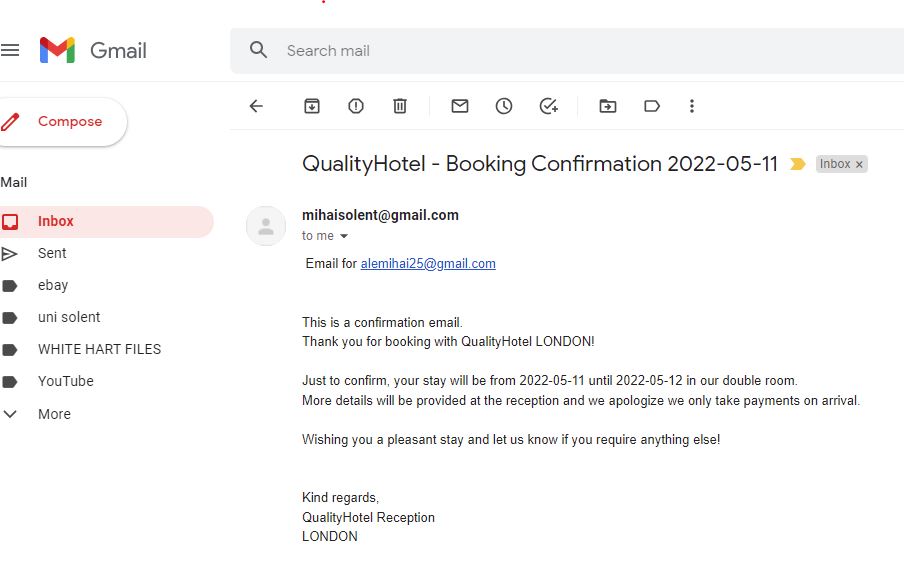 Gmail
Search mail
Compose
Mail
Inbox
Sent
ebay
uni solent
WHITE HART FILES
YouTube
More
QualityHotel - Booking Confirmation 2022-05-11
Inbox x
mihaisolent@gmail.com
to me
Email for alemihai25@gmail.com
This is a confirmation email.
Thank you for booking with QualityHotel LONDON!
Just to confirm, your stay will be from 2022-05-11 until 2022-05-12 in our double room.
More details will be provided at the reception and we apologize we only take payments on arrival.
Wishing you a pleasant stay and let us know if you require anything else!
Kind regards,
QualityHotel Reception
LONDON